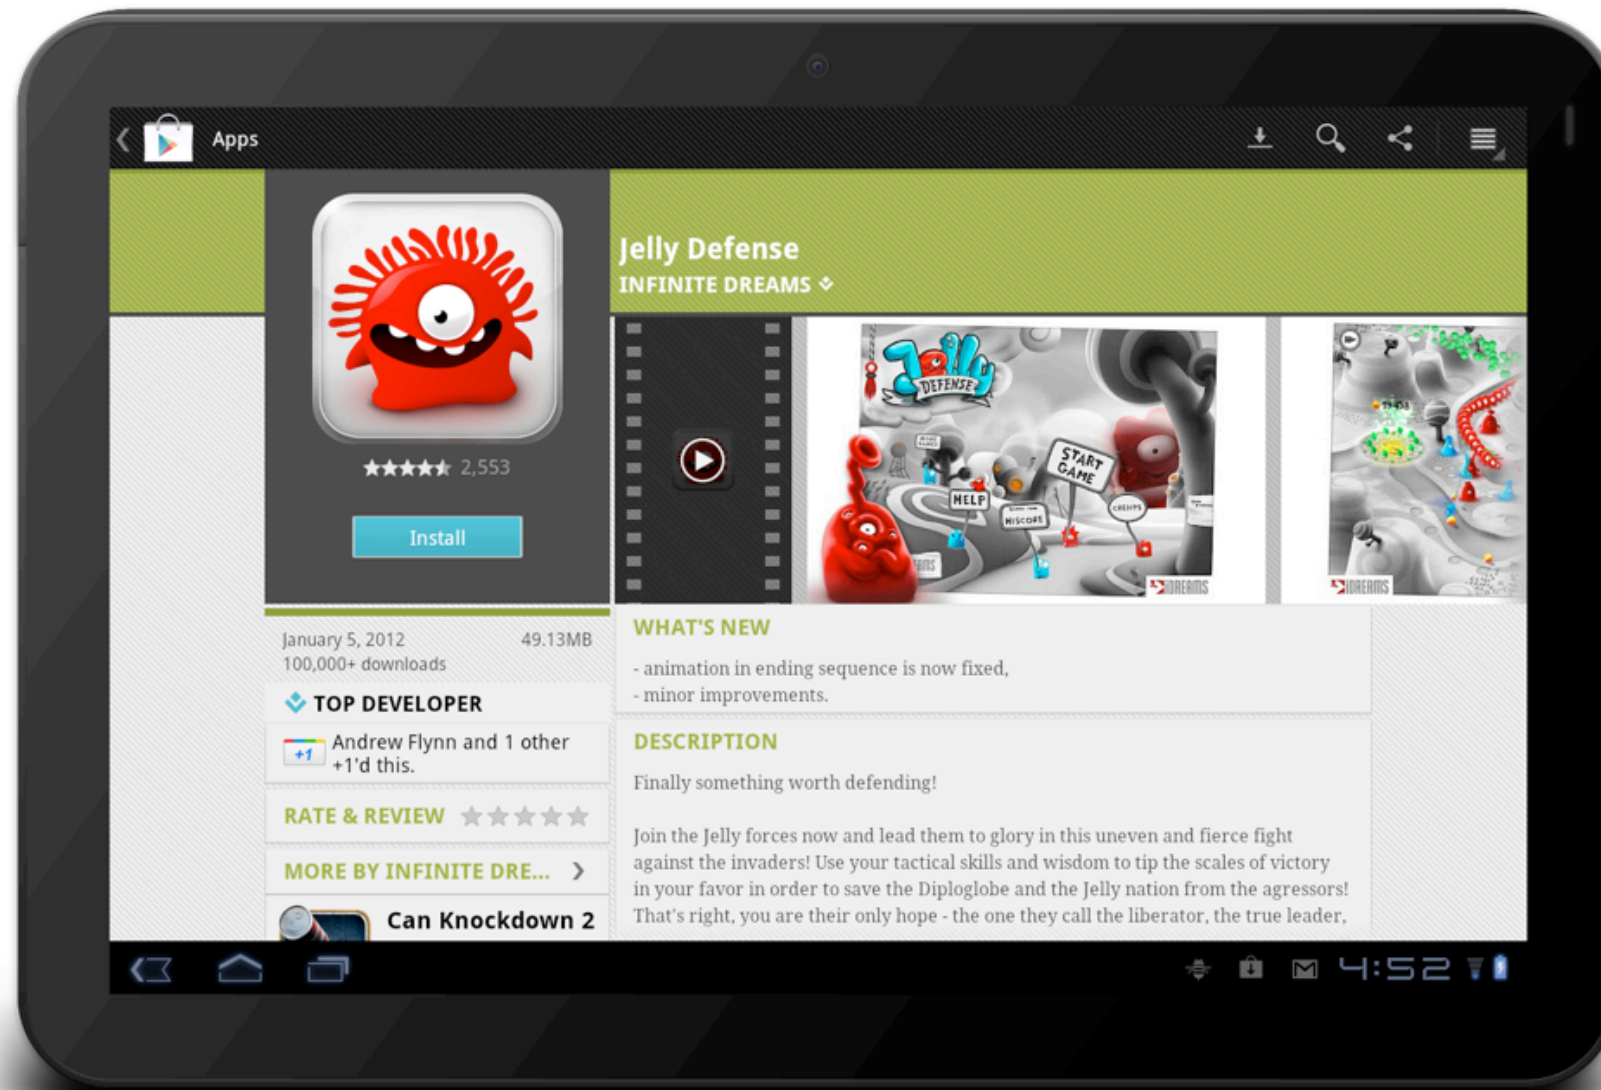 Apps
Jelly Defense
INFINITE DREAMS
2,553
Install
Jelly
DEFENSE
START
GAME
HELP
HISCORE
CREDITS
DREAMS
DREAMS
January 5, 2012 49.13MB
100,000+ downloads
TOP DEVELOPER
+1 Andrew Flynn and 1 other
+1'd this.
RATE & REVIEW
MORE BY INFINITE DRE...
Can Knockdown 2
WHAT'S NEW
- animation in ending sequence is now fixed,
- minor improvements.
DESCRIPTION
Finally something worth defending!
Join the Jelly forces now and lead them to glory in this uneven and fierce fight
against the invaders! Use your tactical skills and wisdom to tip the scales of victory
in your favor in order to save the Diploglobe and the Jelly nation from the agressors!
That's right, you are their only hope - the one they call the liberator, the true leader,
4:52